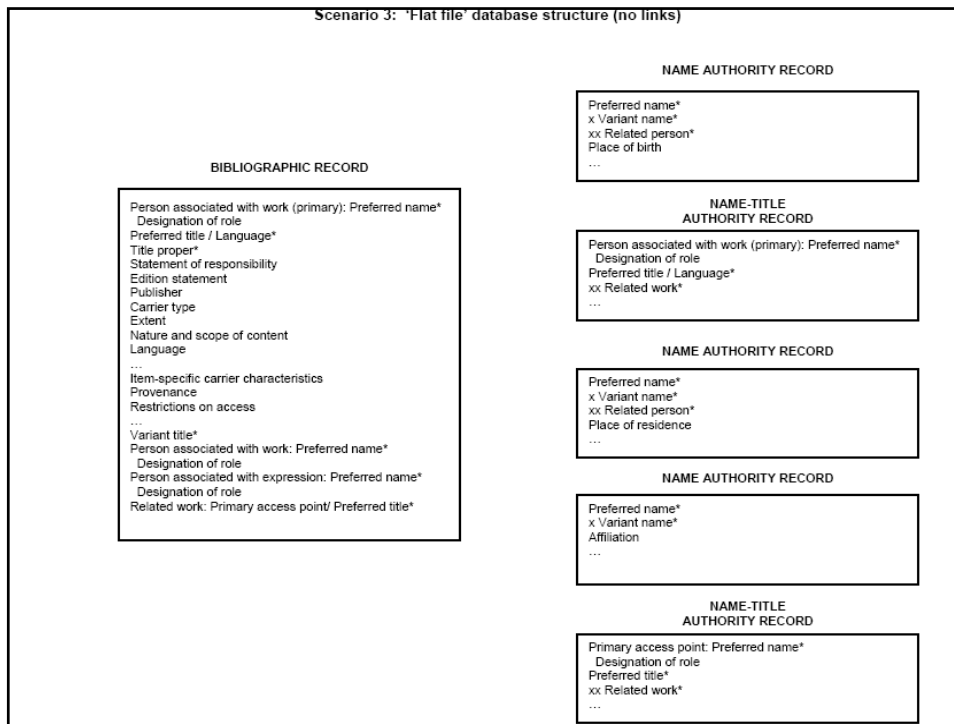 Scenario 3: 'Flat file' database structure (no links)
BIBLIOGRAPHIC RECORD
Person associated with work (primary): Preferred name*
Designation of role
Preferred title / Language*
Title proper*
Statement of responsibility
Edition statement
Publisher
Carrier type
Extent
Nature and scope of content
Language
…
Item-specific carrier characteristics
Provenance
Restrictions on access
…
Variant title*
Person associated with work: Preferred name*
Designation of role
Person associated with expression: Preferred name*
Designation of role
Related work: Primary access point/ Preferred title*
NAME AUTHORITY RECORD
Preferred name*
x Variant name*
xx Related person*
Place of birth
…
NAME-TITLE
AUTHORITY RECORD
Person associated with work (primary): Preferred name*
Designation of role
Preferred title / Language*
xx Related work*
…
NAME AUTHORITY RECORD
Preferred name*
x Variant name*
xx Related person*
Place of residence
…
NAME AUTHORITY RECORD
Preferred name*
x Variant name*
Affiliation
…
NAME-TITLE
AUTHORITY RECORD
Primary access point: Preferred name*
Designation of role
Preferred title*
xx Related work*
…